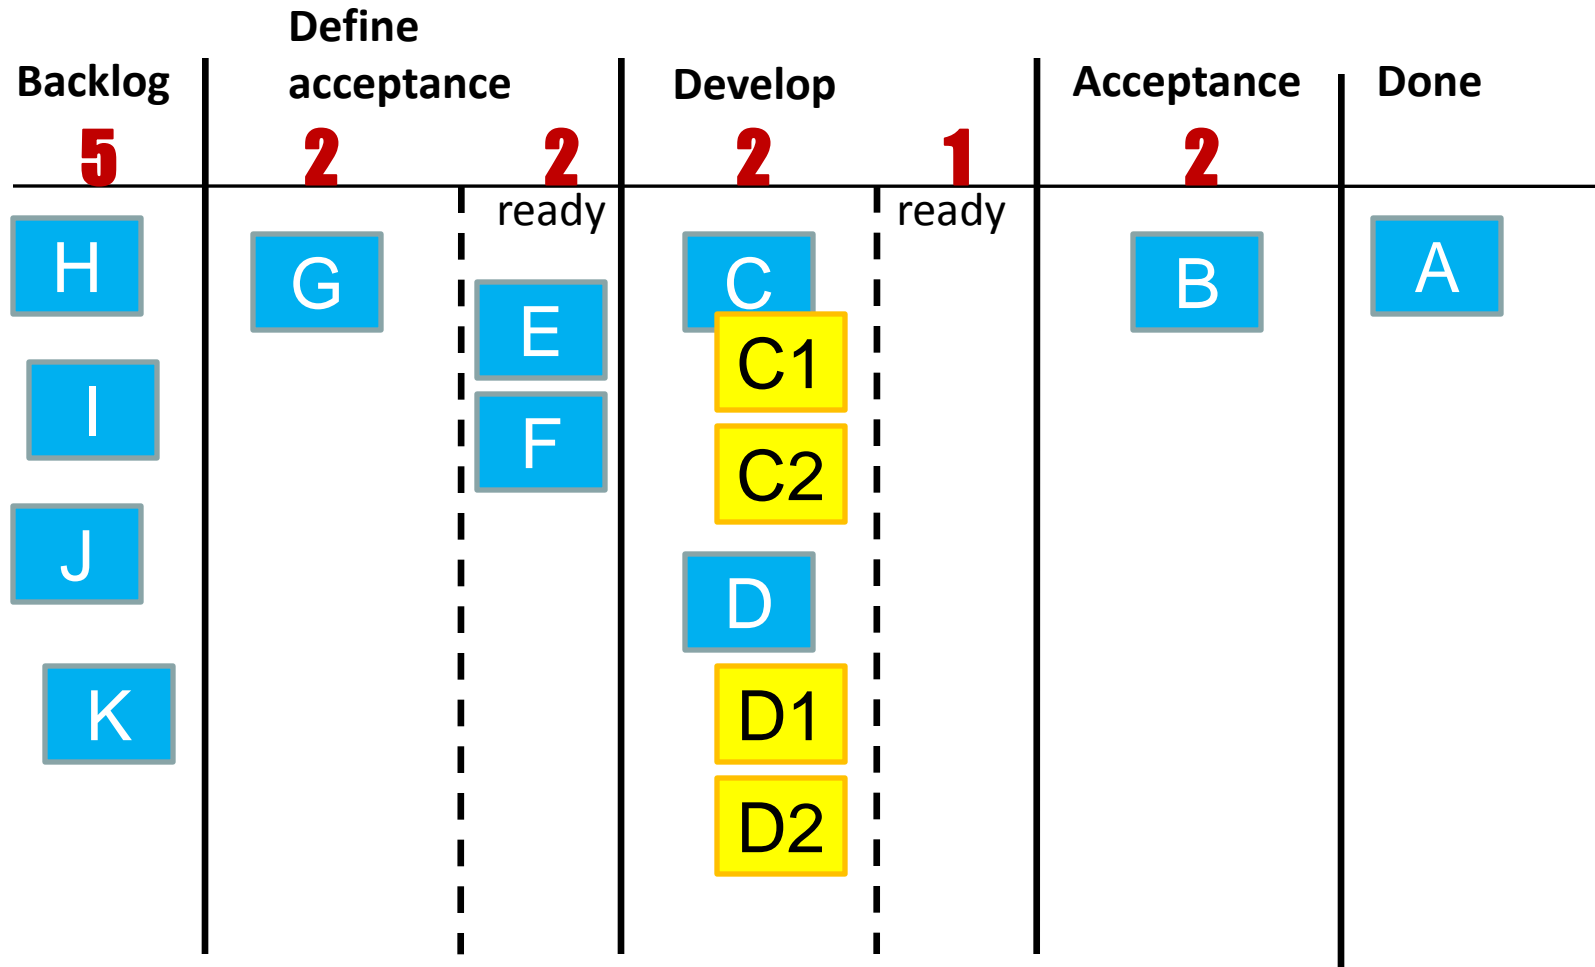 Define
Backlog acceptance Develop Acceptance Done
5 2 2 2 1 2
ready ready
H G E C B A
I F C1
C2
J D
K D1
D2